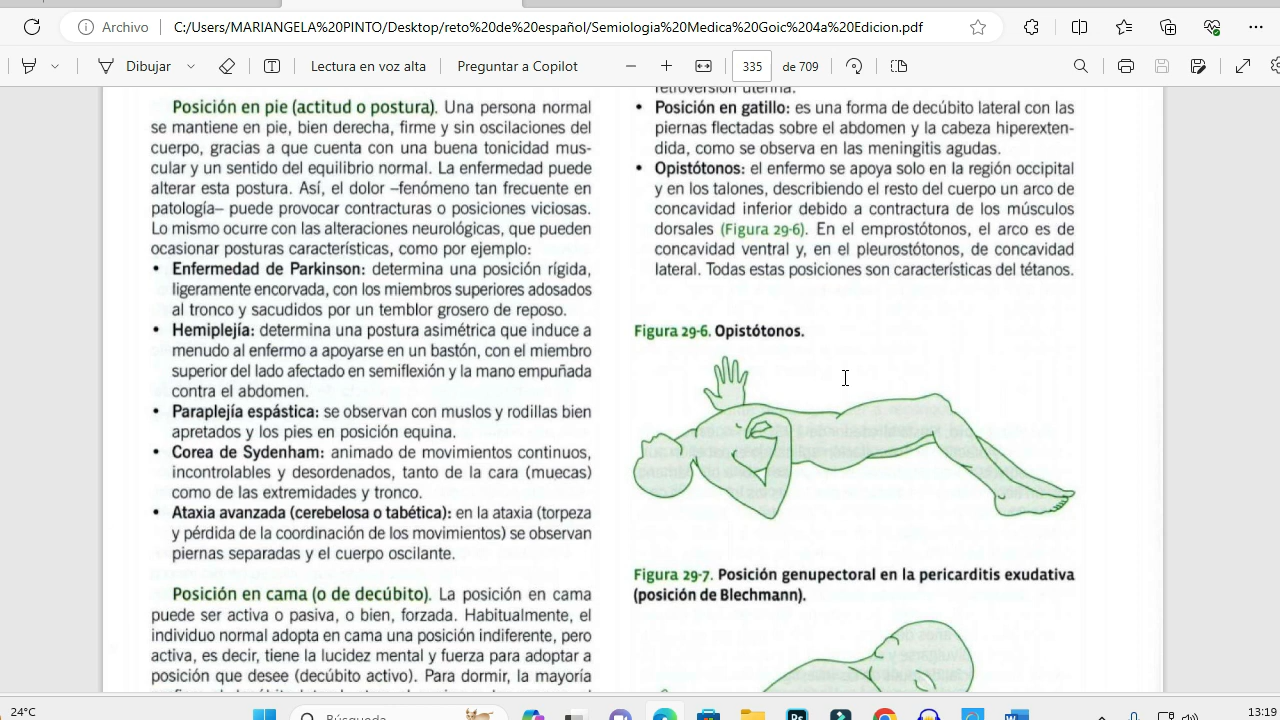 Archivo
C:/Users/MARIANGELA%20PINTO/Desktop/reto%20de%20español/Semiologia%20Medica%20Goic%204a%20Edicion.pdf
Dibujar
Lectura en voz alta
Preguntar a Copilot
335
de 709
Posición en pie (actitud o postura). Una persona normal
se mantiene en pie, bien derecha, firme y sin oscilaciones del
cuerpo, gracias a que cuenta con una buena tonicidad mus-
cular y un sentido del equilibrio normal. La enfermedad puede
alterar esta postura. Así, el dolor –fenómeno tan frecuente en
patología– puede provocar contracturas o posiciones viciosas.
Lo mismo ocurre con las alteraciones neurológicas, que pueden
ocasionar posturas características, como por ejemplo:
• Enfermedad de Parkinson: determina una posición rígida,
ligeramente encorvada, con los miembros superiores adosados
al tronco y sacudidos por un temblor grosero de reposo.
• Hemiplejía: determina una postura asimétrica que induce a
menudo al enfermo a apoyarse en un bastón, con el miembro
superior del lado afectado en semiflexión y la mano empuñada
contra el abdomen.
• Paraplejía espástica: se observan con muslos y rodillas bien
apretados y los pies en posición equina.
• Corea de Sydenham: animado de movimientos continuos,
incontrolables y desordenados, tanto de la cara (muecas)
como de las extremidades y tronco.
• Ataxia avanzada (cerebelosa o tabética): en la ataxia (torpeza
y pérdida de la coordinación de los movimientos) se observan
piernas separadas y el cuerpo oscilante.
Posición en cama (o de decúbito). La posición en cama
puede ser activa o pasiva, o bien, forzada. Habitualmente, el
individuo normal adopta en cama una posición indiferente, pero
activa, es decir, tiene la lucidez mental y fuerza para adoptar a
posición que desee (decúbito activo). Para dormir, la mayoría
retroversión uterina.
• Posición en gatillo: es una forma de decúbito lateral con las
piernas flectadas sobre el abdomen y la cabeza hiperexten-
dida, como se observa en las meningitis agudas.
• Opistótonos: el enfermo se apoya solo en la región occipital
y en los talones, describiendo el resto del cuerpo un arco de
concavidad inferior debido a contractura de los músculos
dorsales (Figura 29-6). En el emprostótonos, el arco es de
concavidad ventral y, en el pleurostótonos, de concavidad
lateral. Todas estas posiciones son características del tétanos.
Figura 29-6. Opistótonos.
Figura 29-7. Posición genupectoral en la pericarditis exudativa
(posición de Blechmann).
24°C
Búsqueda
13:19